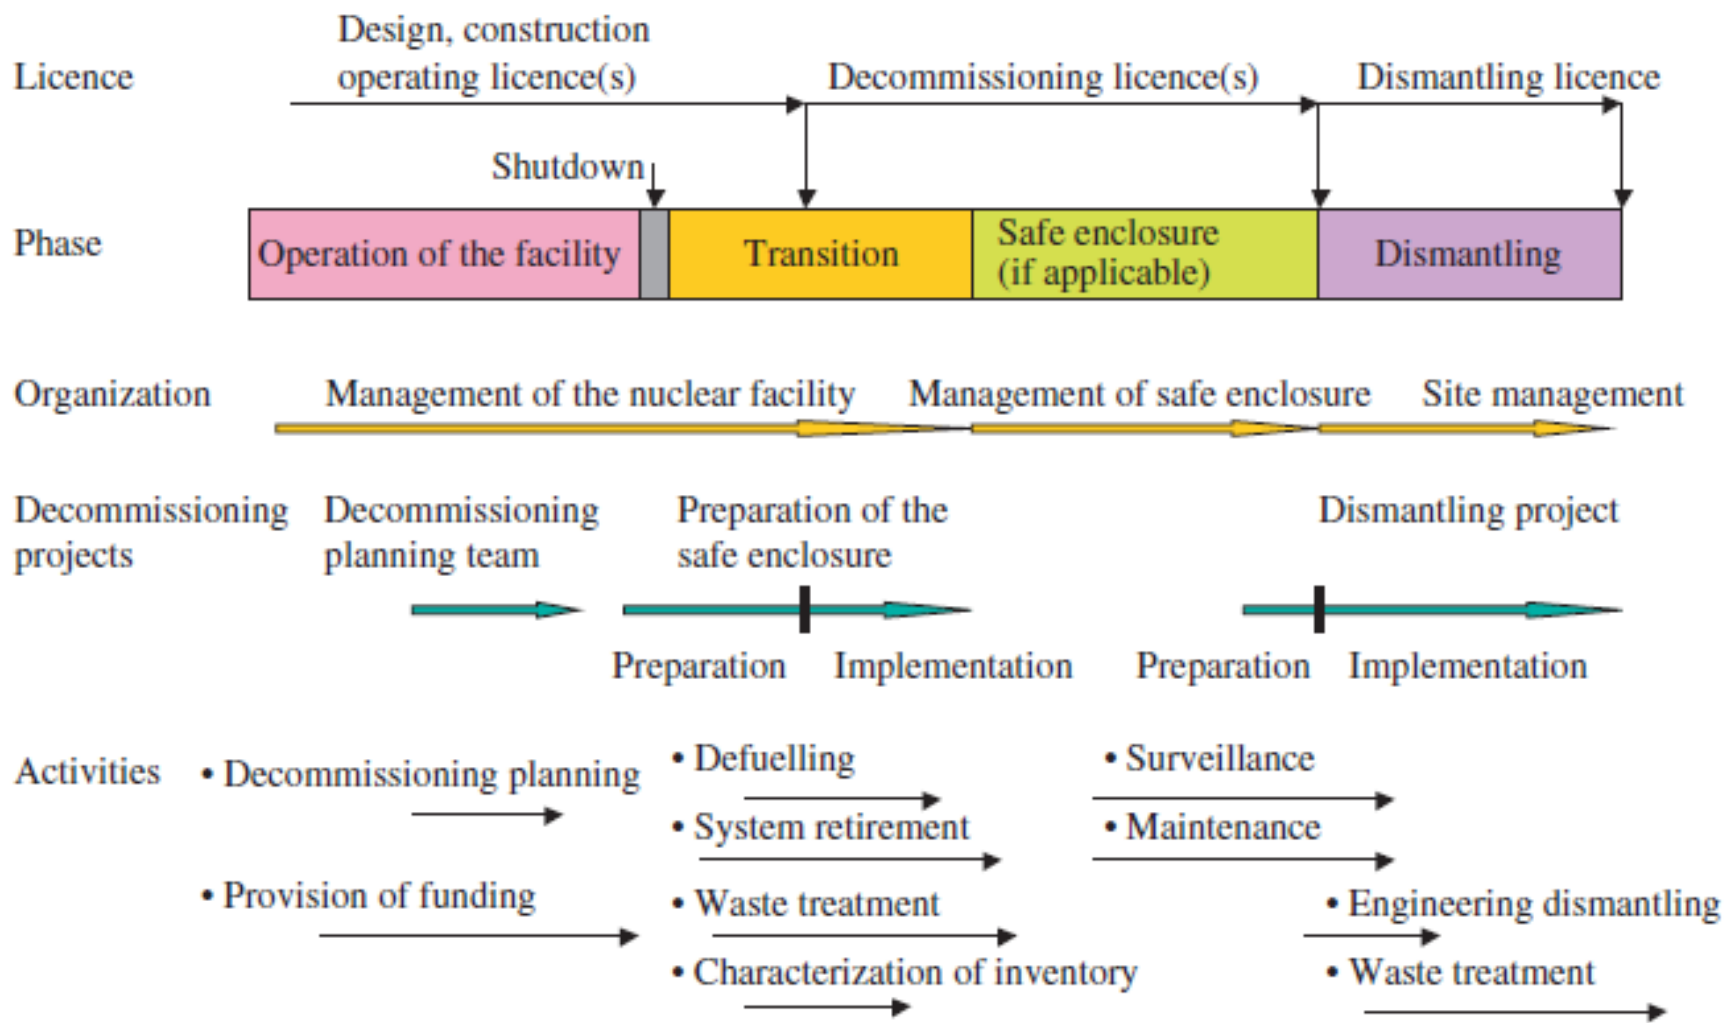 Design, construction
Licence operating licence(s) Decommissioning licence(s) Dismantling licence
Shutdown
Phase Operation of the facility Transition Safe enclosure
(if applicable) Dismantling
Organization Management of the nuclear facility Management of safe enclosure Site management
Decommissioning Decommissioning Preparation of the Dismantling project
projects planning team safe enclosure
Preparation Implementation Preparation Implementation
Activities • Decommissioning planning • Defuelling • Surveillance
• System retirement • Maintenance
• Provision of funding • Waste treatment • Engineering dismantling
• Characterization of inventory • Waste treatment